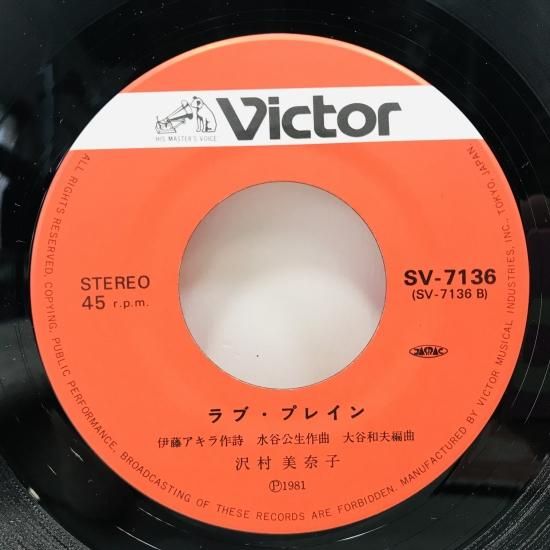 Victor
HIS MASTER'S VOICE
STEREO
45 r.p.m.
SV-7136
(SV-7136 B)
JASRAC
ラブ・プレイン
伊藤アキラ作詩 水谷公生作曲 大谷和夫編曲
沢村美奈子
Ⓟ1981
ALL RIGHTS RESERVED. COPYING, PUBLIC PERFORMANCE, BROADCASTING OF THESE RECORDS ARE FORBIDDEN. MANUFACTURED BY VICTOR MUSICAL INDUSTRIES, INC., TOKYO, JAPAN.